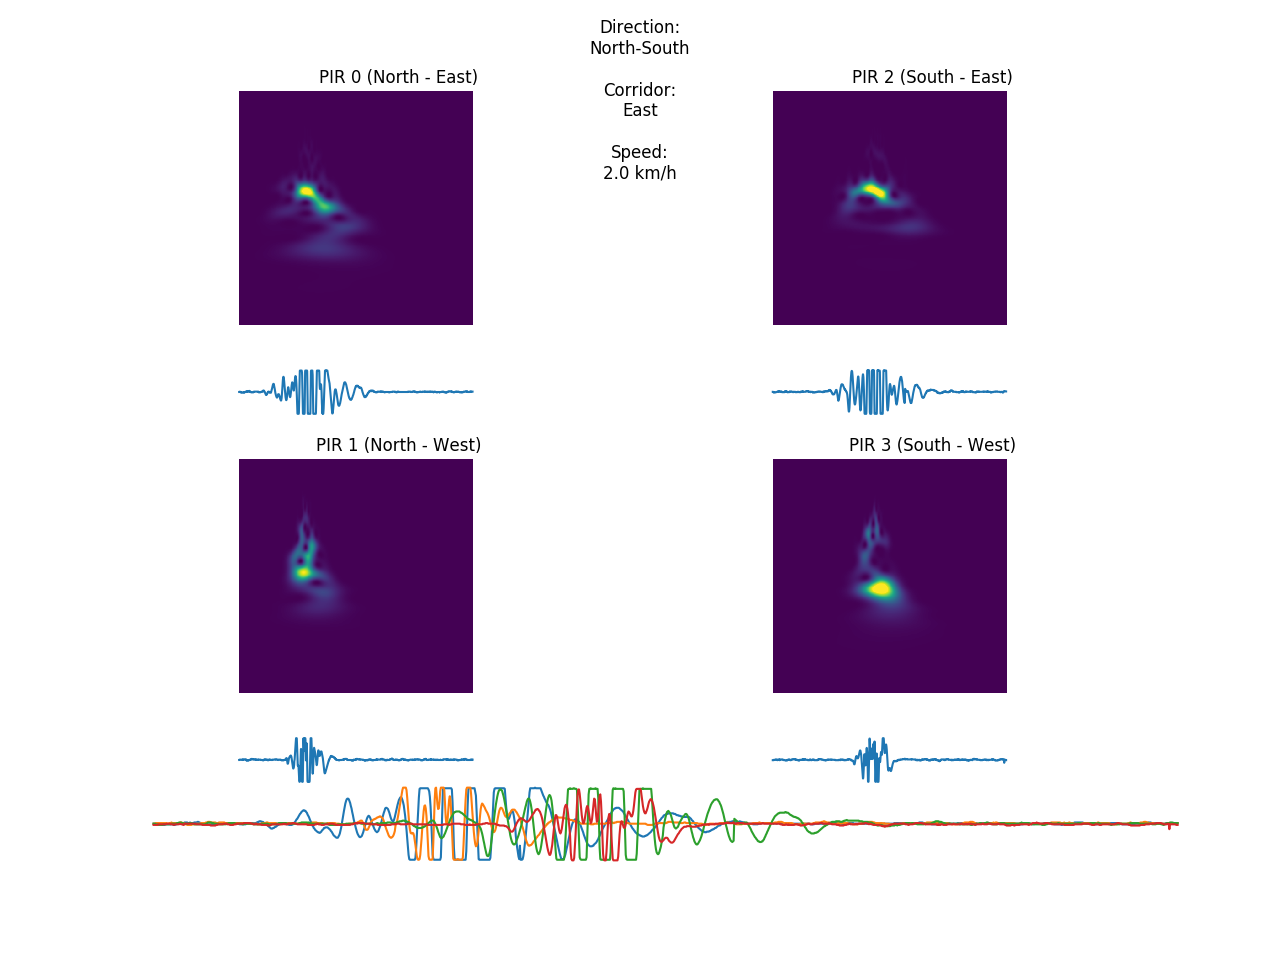 Direction:
North-South
Corridor:
East
Speed:
2.0 km/h
PIR 0 (North - East)
PIR 2 (South - East)
PIR 1 (North - West)
PIR 3 (South - West)